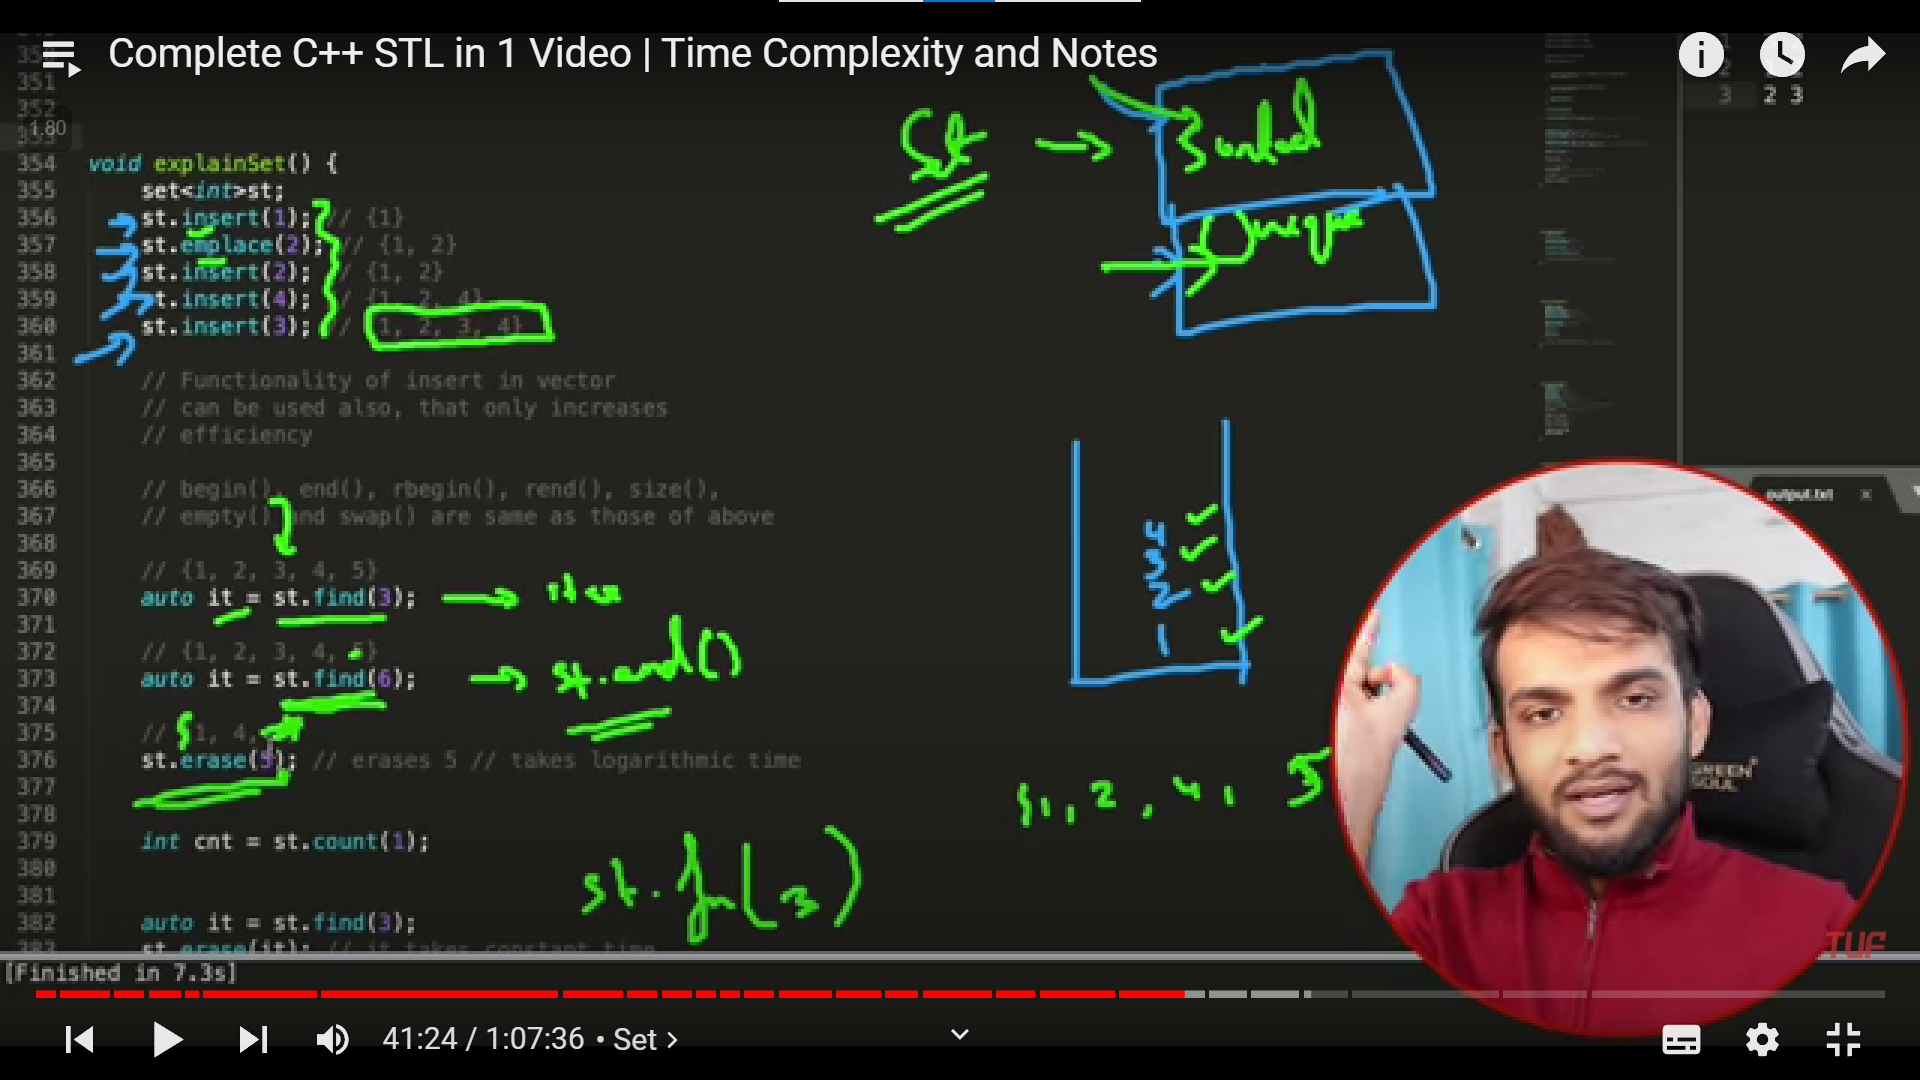 Complete C++ STL in 1 Video | Time Complexity and Notes
351
352
1.80
3
2 3
354 void explainSet() {
355 set<int>st;
356 st.insert(1); // {1}
357 st.emplace(2); // {1, 2}
358 st.insert(2); // {1, 2}
359 st.insert(4); // {1, 2, 4}
360 st.insert(3); // {1, 2, 3, 4}
361
362 // Functionality of insert in vector
363 // can be used also, that only increases
364 // efficiency
365
366 // begin(), end(), rbegin(), rend(), size(),
367 // empty() and swap() are same as those of above
368
369 // {1, 2, 3, 4, 5}
370 auto it = st.find(3);
371
372 // {1, 2, 3, 4, }
373 auto it = st.find(6);
374
375 // {1, 4,
376 st.erase(5); // erases 5 // takes logarithmic time
377
378
379 int cnt = st.count(1);
380
381
382 auto it = st.find(3);
383 st.erase(it); // it takes constant time
Set
Sorted
Unique
st.end()
{1, 2, 4, 5
st.fn(3)
output.txt
GREEN SOUL
TUF
[Finished in 7.3s]
41:24 / 1:07:36 • Set >